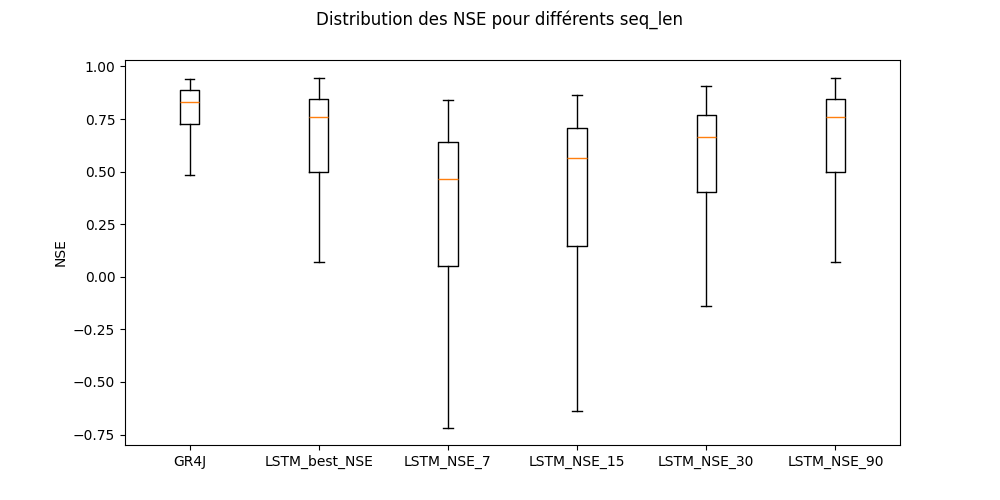 Distribution des NSE pour différents seq_len
NSE
1.00
0.75
0.50
0.25
0.00
−0.25
−0.50
−0.75
GR4J
LSTM_best_NSE
LSTM_NSE_7
LSTM_NSE_15
LSTM_NSE_30
LSTM_NSE_90